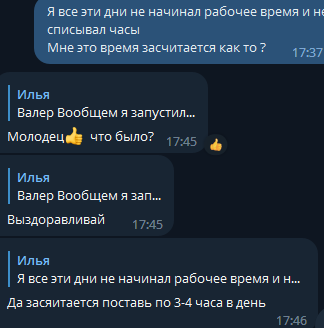 Я все эти дни не начинал рабочее время и не
списывал часы
Мне это время засчитается как то ?
17:37
Илья
Валер Вообщем я запустил...
Молодец👍 что было?
17:45
👍
Илья
Валер Вообщем я зап...
Выздоравливай
17:45
Илья
Я все эти дни не начинал рабочее время и н...
Да засяитается поставь по 3-4 часа в день
17:46